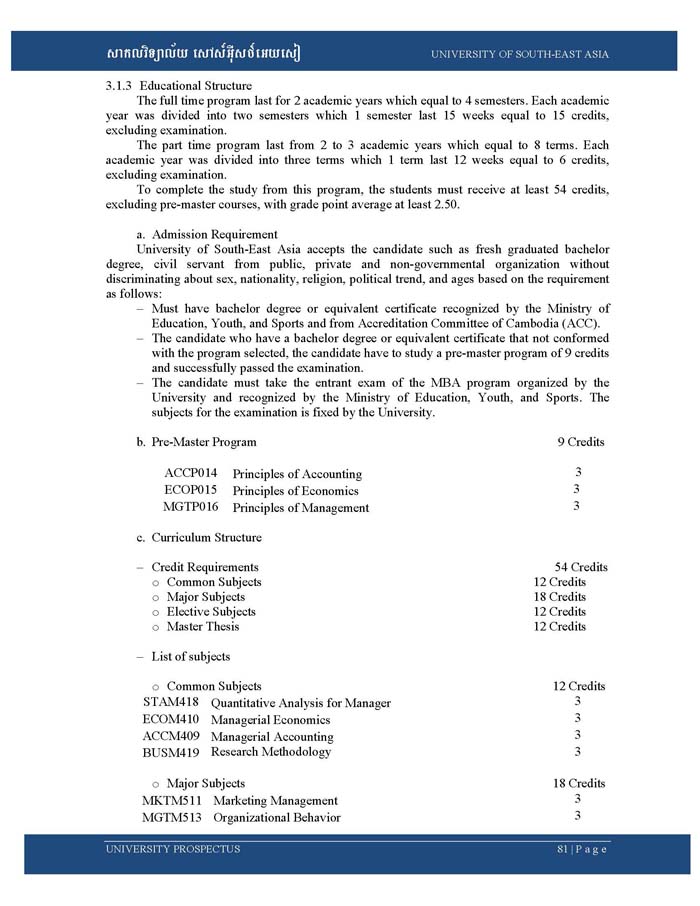 សាកលវិទ្យាល័យ សៅស៍អ៊ីសថ៍អេយសៀ UNIVERSITY OF SOUTH-EAST ASIA
3.1.3 Educational Structure
The full time program last for 2 academic years which equal to 4 semesters. Each academic
year was divided into two semesters which 1 semester last 15 weeks equal to 15 credits,
excluding examination.
The part time program last from 2 to 3 academic years which equal to 8 terms. Each
academic year was divided into three terms which 1 term last 12 weeks equal to 6 credits,
excluding examination.
To complete the study from this program, the students must receive at least 54 credits,
excluding pre-master courses, with grade point average at least 2.50.
a. Admission Requirement
University of South-East Asia accepts the candidate such as fresh graduated bachelor
degree, civil servant from public, private and non-governmental organization without
discriminating about sex, nationality, religion, political trend, and ages based on the requirement
as follows:
– Must have bachelor degree or equivalent certificate recognized by the Ministry of
Education, Youth, and Sports and from Accreditation Committee of Cambodia (ACC).
– The candidate who have a bachelor degree or equivalent certificate that not conformed
with the program selected, the candidate have to study a pre-master program of 9 credits
and successfully passed the examination.
– The candidate must take the entrant exam of the MBA program organized by the
University and recognized by the Ministry of Education, Youth, and Sports. The
subjects for the examination is fixed by the University.
b. Pre-Master Program 9 Credits
ACCP014 Principles of Accounting 3
ECOP015 Principles of Economics 3
MGTP016 Principles of Management 3
c. Curriculum Structure
– Credit Requirements 54 Credits
o Common Subjects 12 Credits
o Major Subjects 18 Credits
o Elective Subjects 12 Credits
o Master Thesis 12 Credits
– List of subjects
o Common Subjects 12 Credits
STAM418 Quantitative Analysis for Manager 3
ECOM410 Managerial Economics 3
ACCM409 Managerial Accounting 3
BUSM419 Research Methodology 3
o Major Subjects 18 Credits
MKTM511 Marketing Management 3
MGTM513 Organizational Behavior 3
UNIVERSITY PROSPECTUS 81 | P a g e